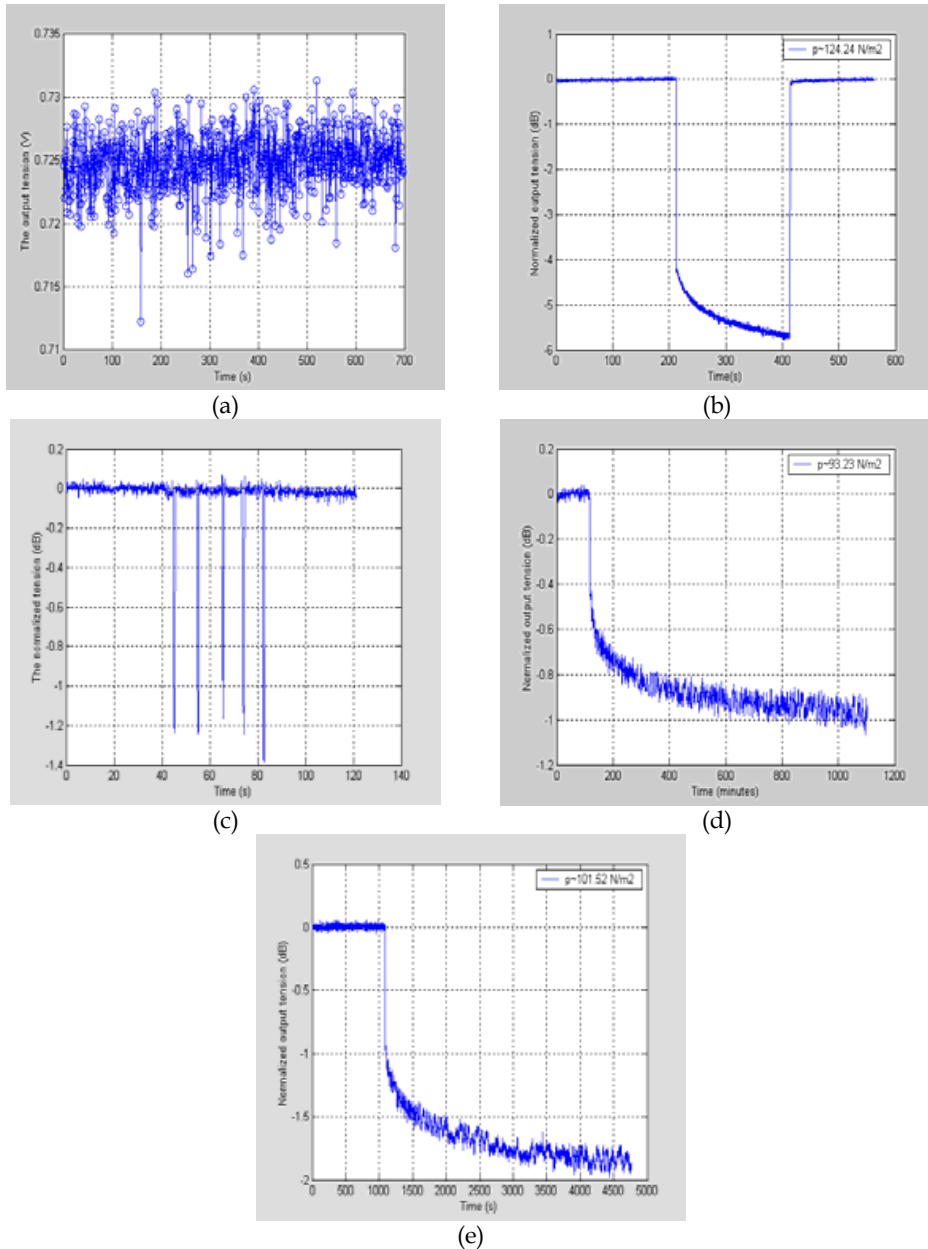 0.735
0.73
0.725
0.72
0.715
0.71
The output tension (V)
0 100 200 300 400 500 600 700
Time (s)
(a)
1
0
-1
-2
-3
-4
-5
-6
Normalized output tension (dB)
p~124.24 N/m2
0 100 200 300 400 500 600
Time(s)
(b)
0.2
0
-0.2
-0.4
-0.6
-0.8
-1
-1.2
-1.4
The normalized tension (dB)
0 20 40 60 80 100 120 140
Time (s)
(c)
0.2
0
-0.2
-0.4
-0.6
-0.8
-1
-1.2
Normalized output tension (dB)
p~93.23 N/m2
0 200 400 600 800 1000 1200
Time (minutes)
(d)
0.5
0
-0.5
-1
-1.5
-2
Normalized output tension (dB)
p~101.52 N/m2
0 500 1000 1500 2000 2500 3000 3500 4000 4500 5000
Time (s)
(e)